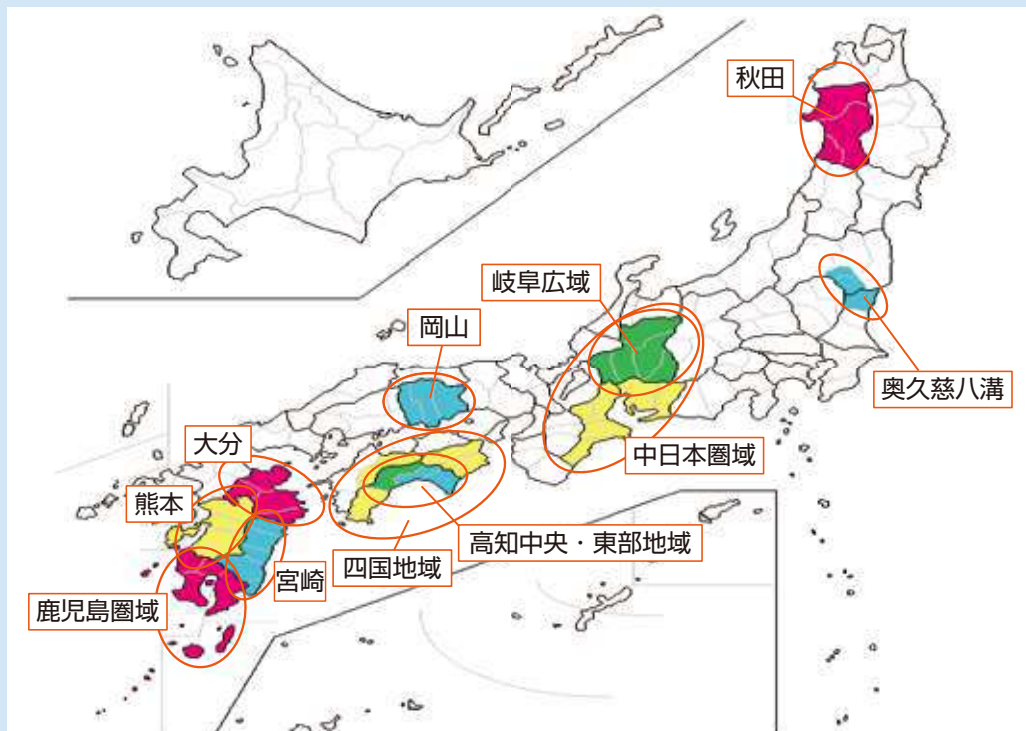 秋田
岐阜広域
岡山
奥久慈八溝
大分
中日本圏域
熊本
高知中央・東部地域
四国地域
宮崎
鹿児島圏域